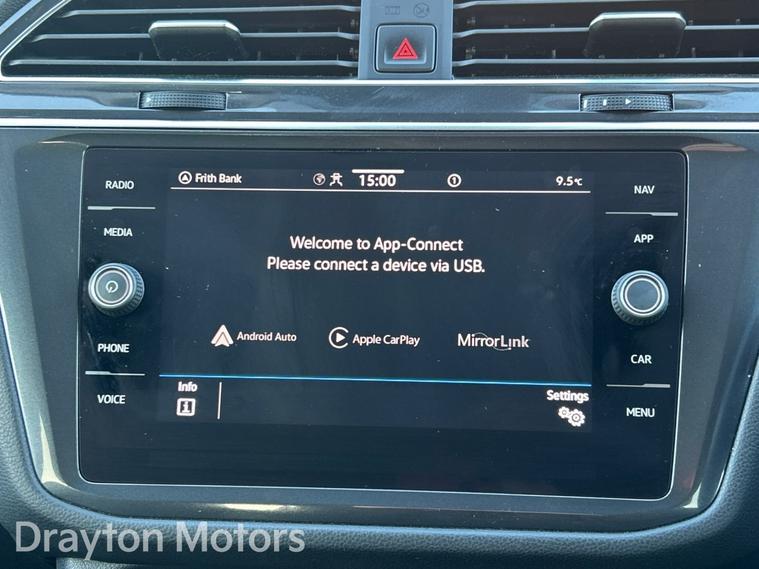 RADIO
MEDIA
PHONE
VOICE
Frith Bank
15:00
1
9.5°C
Welcome to App-Connect
Please connect a device via USB.
Android Auto
Apple CarPlay
MirrorLink
Info
Settings
NAV
APP
CAR
MENU
Drayton Motors